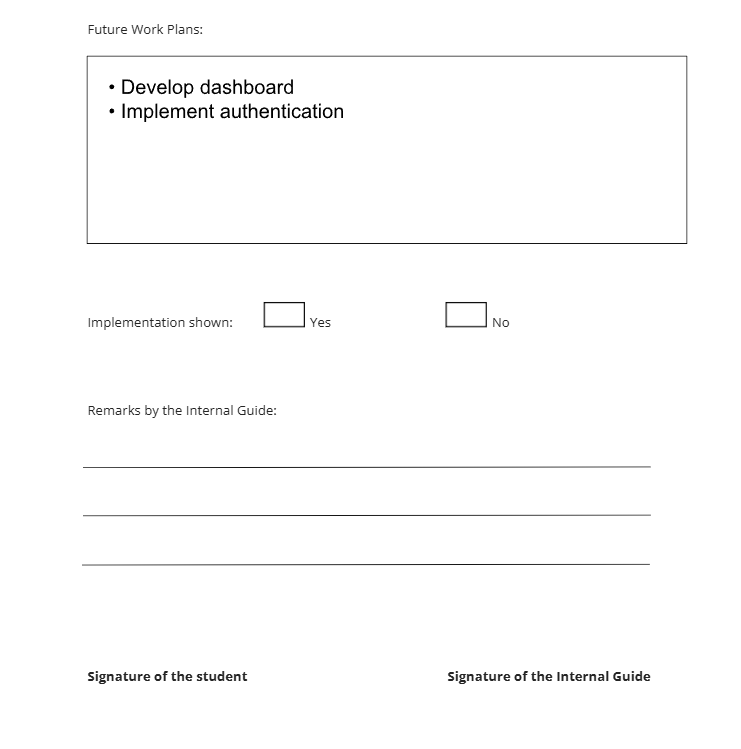 Future Work Plans:
• Develop dashboard
• Implement authentication
Implementation shown: Yes No
Remarks by the Internal Guide:
Signature of the student Signature of the Internal Guide